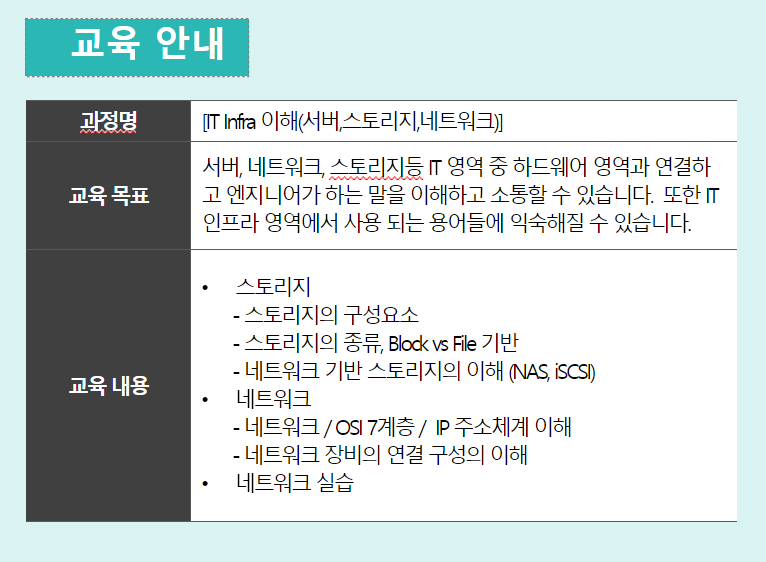 교육 안내
과정명
[IT Infra 이해(서버,스토리지,네트워크)]
교육 목표
서버, 네트워크, 스토리지등 IT 영역 중 하드웨어 영역과 연결하
고 엔지니어가 하는 말을 이해하고 소통할 수 있습니다. 또한 IT
인프라 영역에서 사용 되는 용어들에 익숙해질 수 있습니다.
교육 내용
• 스토리지
- 스토리지의 구성요소
- 스토리지의 종류, Block vs File 기반
- 네트워크 기반 스토리지의 이해 (NAS, iSCSI)
• 네트워크
- 네트워크 / OSI 7계층 / IP 주소체계 이해
- 네트워크 장비의 연결 구성의 이해
• 네트워크 실습